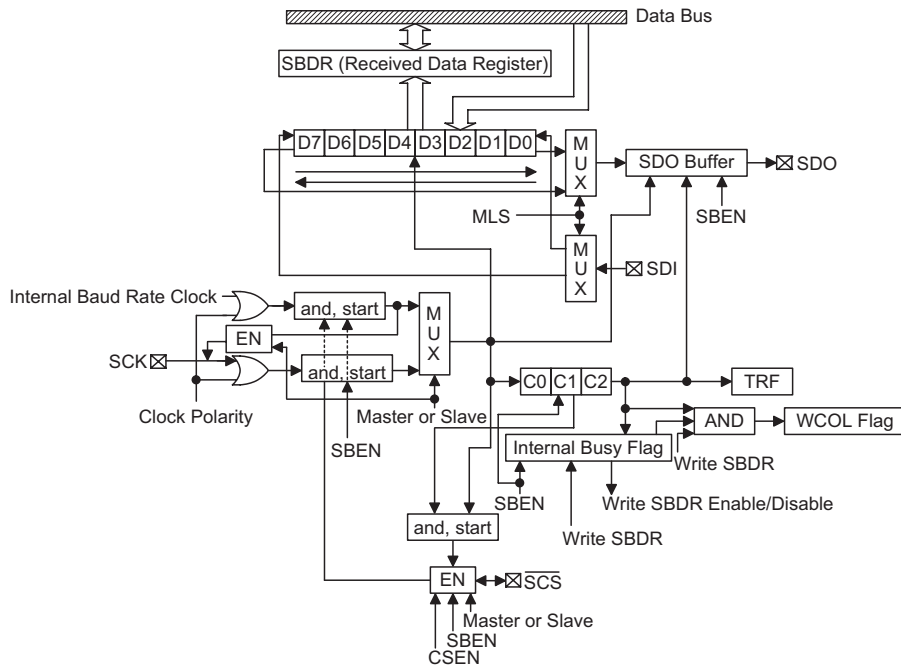 Data Bus
SBDR (Received Data Register)
D7 D6 D5 D4 D3 D2 D1 D0
MUX
SDO Buffer
SDO
MLS
SBEN
MUX
SDI
Internal Baud Rate Clock
and, start
EN
MUX
SCK
and, start
C0 C1 C2
TRF
Clock Polarity
Master or Slave
AND
WCOL Flag
SBEN
Internal Busy Flag
Write SBDR
SBEN
Write SBDR Enable/Disable
and, start
Write SBDR
EN
SCS
Master or Slave
SBEN
CSEN